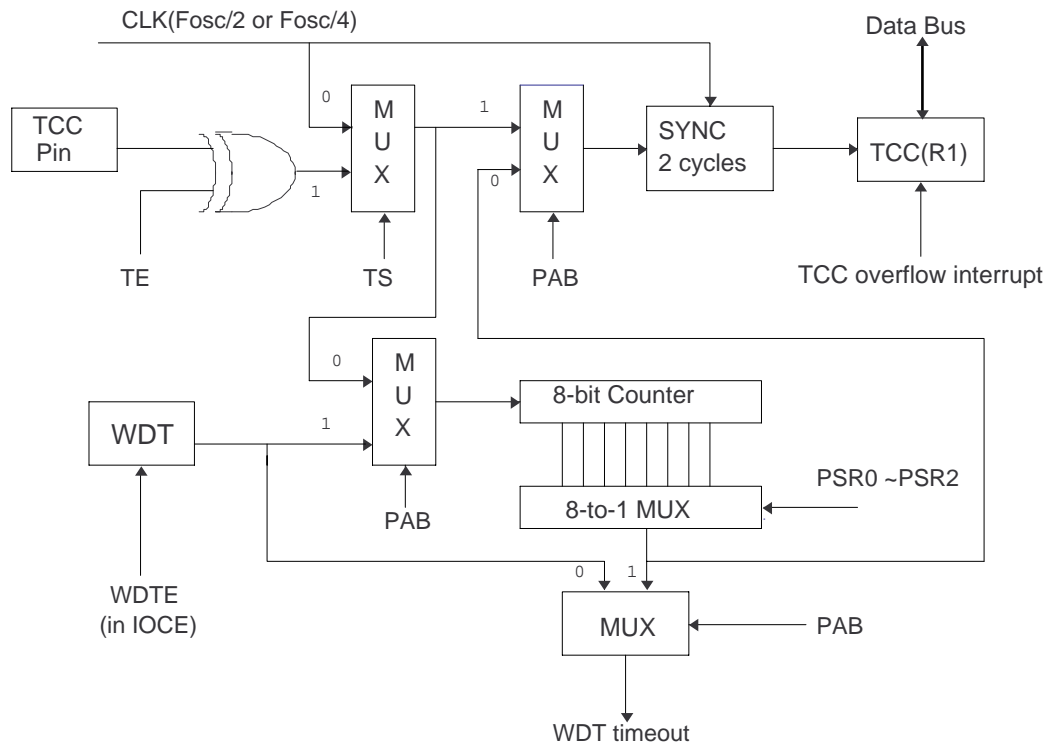 CLK(Fosc/2 or Fosc/4)
Data Bus
0
M
U
X
1
M
U
X
TCC
Pin
SYNC
2 cycles
TCC(R1)
0
1
TE
TS
PAB
TCC overflow interrupt
0
M
U
X
8-bit Counter
1
WDT
PSR0 ~PSR2
8-to-1 MUX
PAB
0
1
WDTE
(in IOCE)
MUX
PAB
WDT timeout